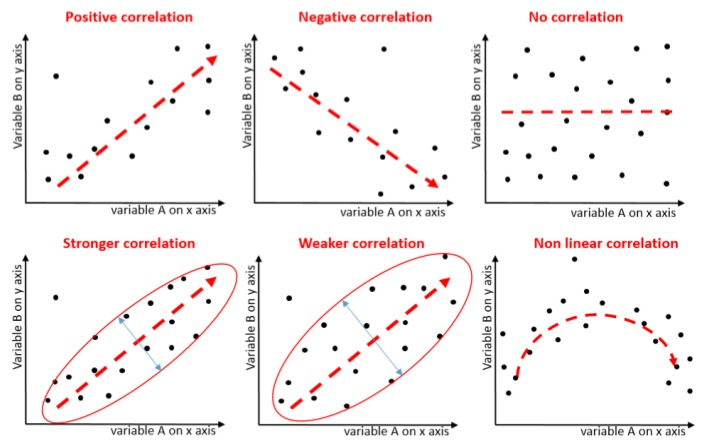 Positive correlation
Negative correlation
No correlation
Variable B on y axis
Variable B on y axis
Variable B on y axis
variable A on x axis
variable A on x axis
variable A on x axis
Stronger correlation
Weaker correlation
Non linear correlation
Variable B on y axis
Variable B on y axis
Variable B on y axis
variable A on x axis
variable A on x axis
variable A on x axis